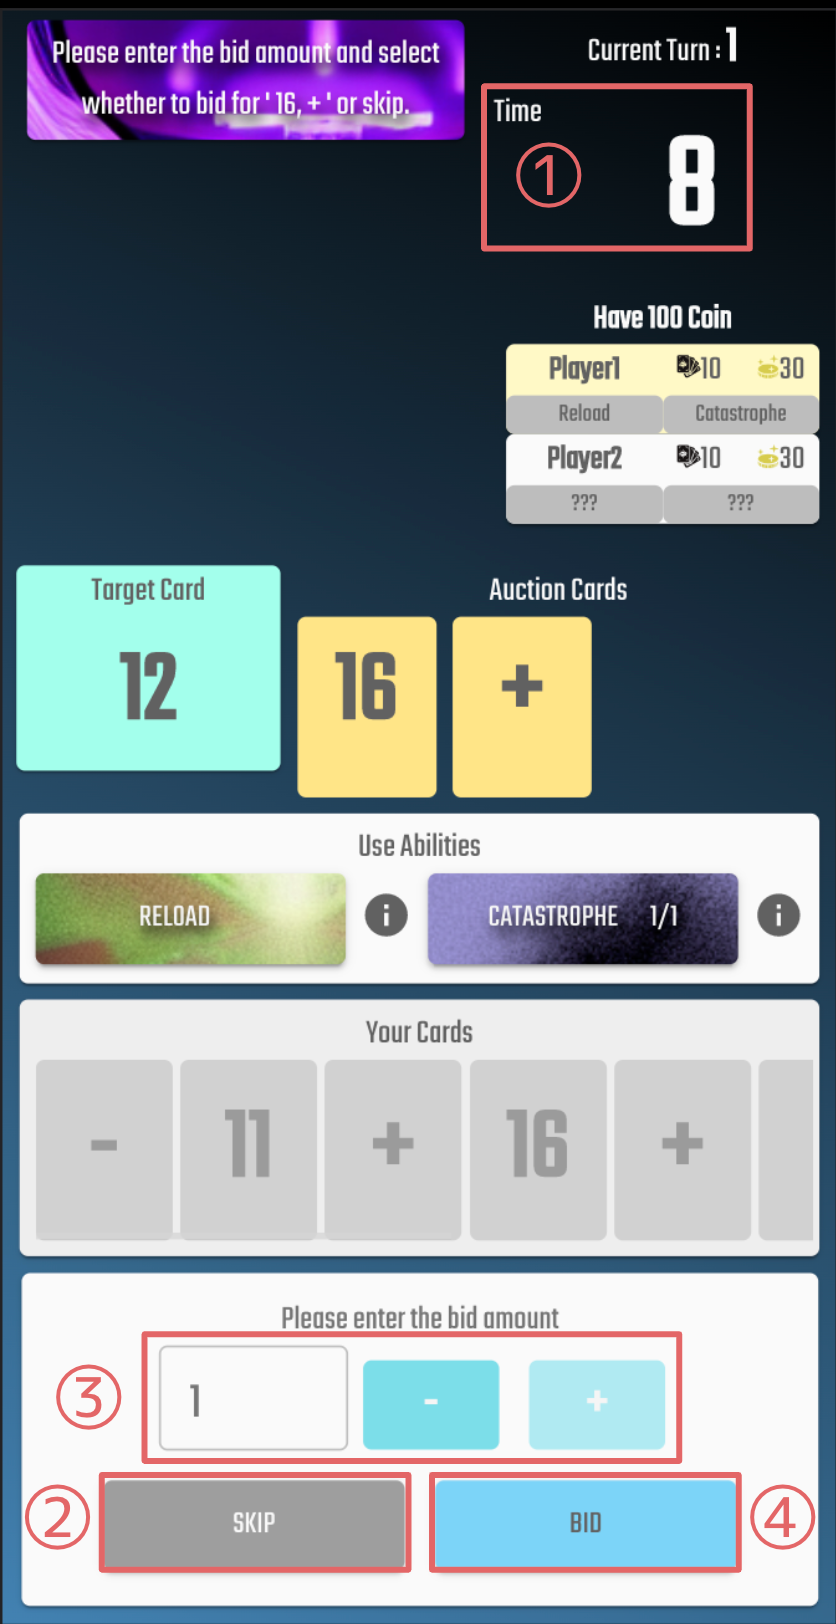 Please enter the bid amount and select
whether to bid for ' 16, + ' or skip.
Current Turn : 1
Time
① 8
Have 100 Coin
Player1 10 30
Reload Catastrophe
Player2 10 30
??? ???
Target Card
12
Auction Cards
16 +
Use Abilities
RELOAD i CATASTROPHE 1/1 i
Your Cards
- 11 + 16 +
Please enter the bid amount
③ 1 - +
② SKIP BID ④